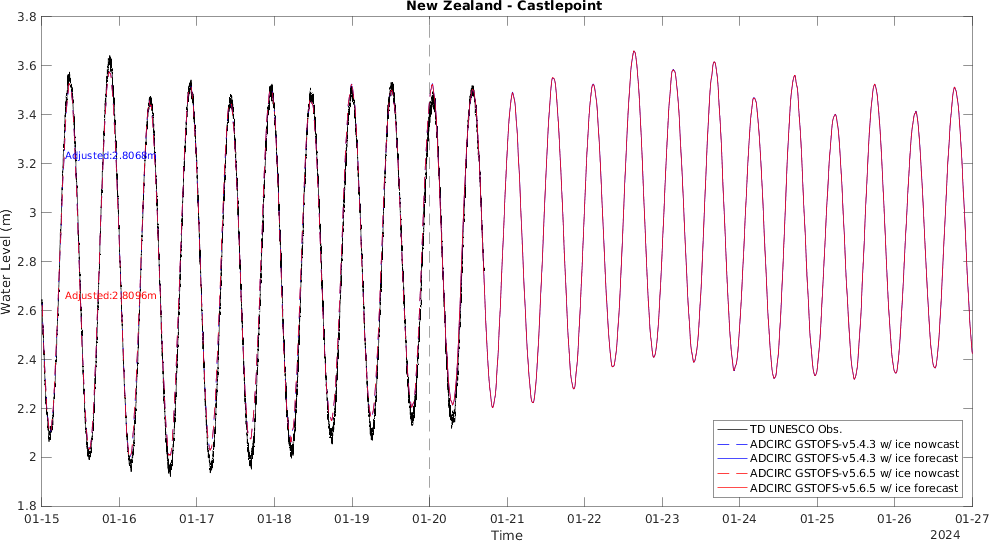 New Zealand - Castlepoint
3.8
3.6
3.4
3.2
3
2.8
2.6
2.4
2.2
2
1.8
Water Level (m)
Adjusted:2.8068m
Adjusted:2.8096m
TD UNESCO Obs.
ADCIRC GSTOFS-v5.4.3 w/ ice nowcast
ADCIRC GSTOFS-v5.4.3 w/ ice forecast
ADCIRC GSTOFS-v5.6.5 w/ ice nowcast
ADCIRC GSTOFS-v5.6.5 w/ ice forecast
01-15 01-16 01-17 01-18 01-19 01-20 01-21 01-22 01-23 01-24 01-25 01-26 01-27
Time
2024